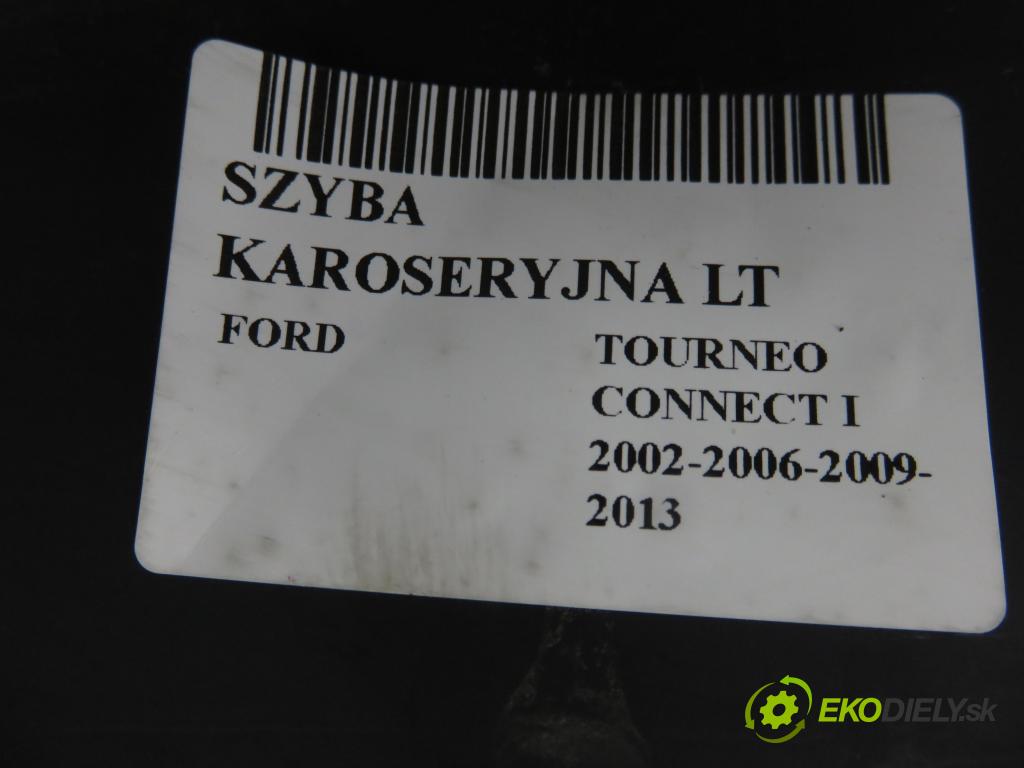 SZYBA
KAROSERYJNA LT
FORD
TOURNEO
CONNECT I
2002-2006-2009-
2013
EKODIELY.sk